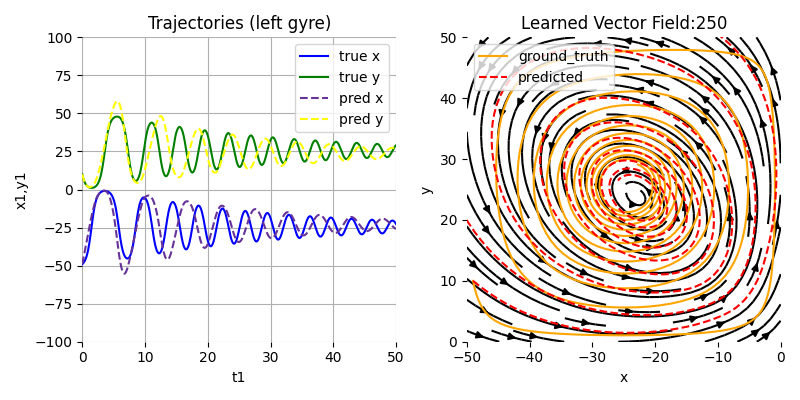 Trajectories (left gyre)
x1,y1
100
75
50
25
0
−25
−50
−75
−100
0
10
20
30
40
50
t1
true x
true y
pred x
pred y
Learned Vector Field:250
y
50
40
30
20
10
0
−50
−40
−30
−20
−10
0
x
ground_truth
predicted